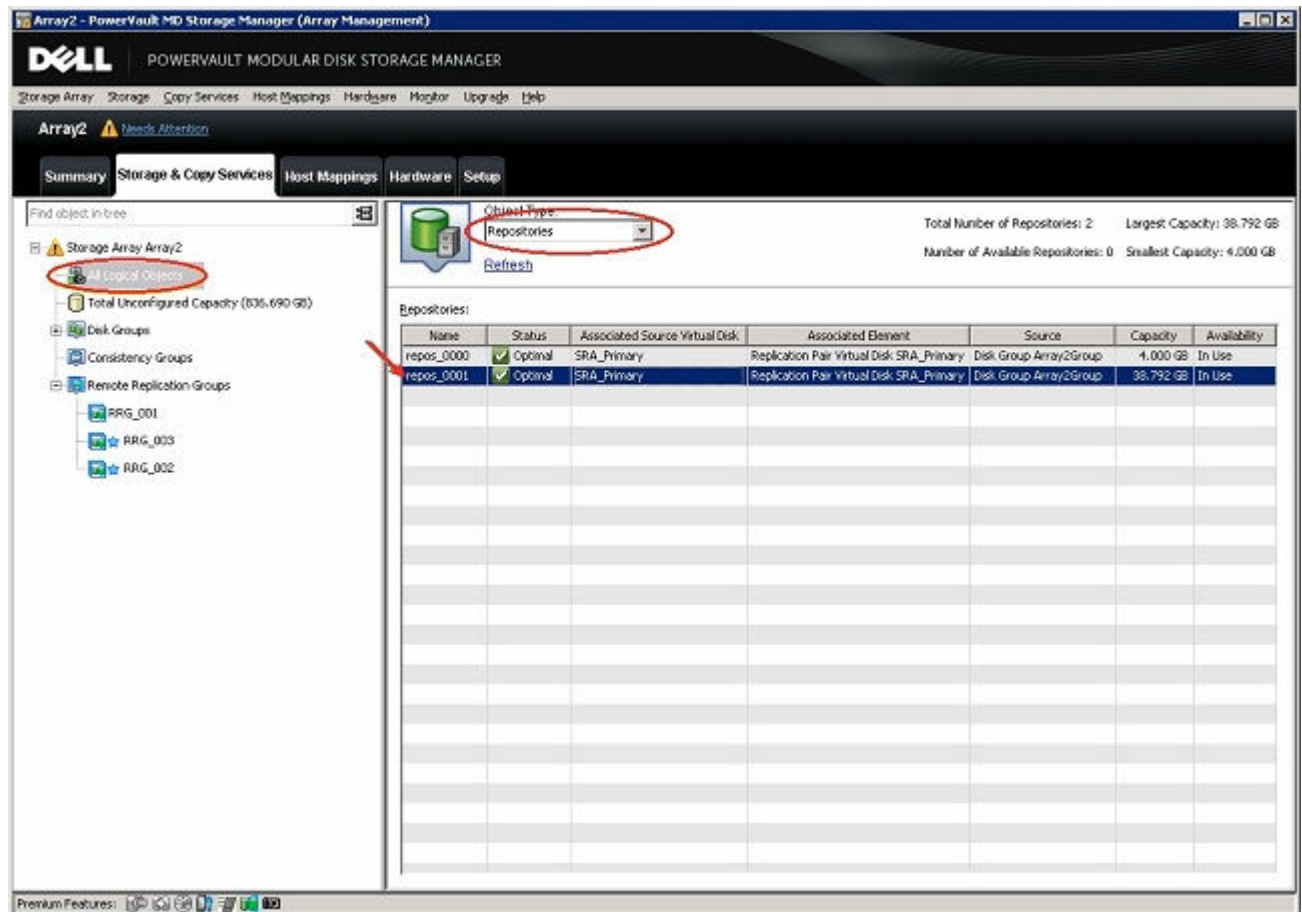 Array2 - PowerVault MD Storage Manager (Array Management)
DELL POWERVAULT MODULAR DISK STORAGE MANAGER
Storage Array Storage Copy Services Host Mappings Hardware Monitor Upgrade Help
Array2 Needs Attention
Summary Storage & Copy Services Host Mappings Hardware Setup
Find object in tree
Storage Array Array2
All Logical Objects
Total Unconfigured Capacity (836.690 GB)
Disk Groups
Consistency Groups
Remote Replication Groups
RRG_001
RRG_003
RRG_002
Object Type:
Repositories
Refresh
Total Number of Repositories: 2 Largest Capacity: 38.792 GB
Number of Available Repositories: 0 Smallest Capacity: 4.000 GB
Repositories:
Name Status Associated Source Virtual Disk Associated Element Source Capacity Availability
repos_0000 Optimal SRA_Primary Replication Pair Virtual Disk SRA_Primary Disk Group Array2Group 4.000 GB In Use
repos_0001 Optimal SRA_Primary Replication Pair Virtual Disk SRA_Primary Disk Group Array2Group 38.792 GB In Use
Premium Features: